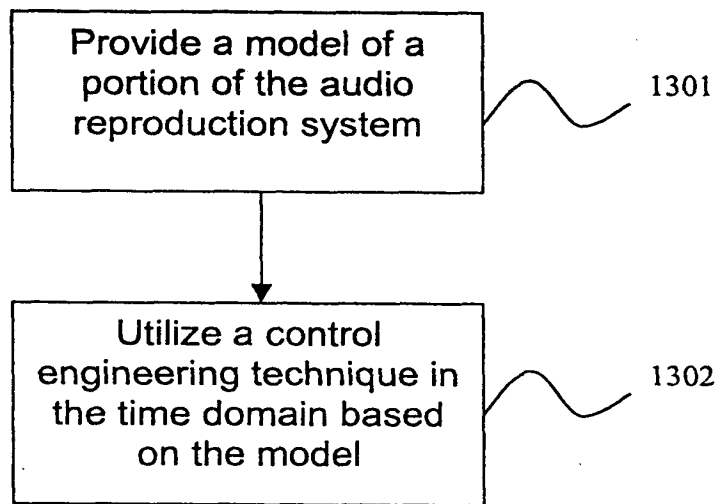 Provide a model of a
portion of the audio
reproduction system
1301
Utilize a control
engineering technique in
the time domain based
on the model
1302